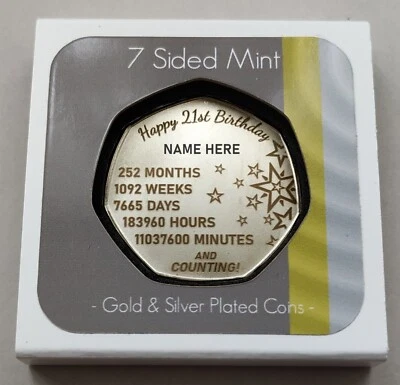 7 Sided Mint
Happy 21st Birthday
NAME HERE
252 MONTHS
1092 WEEKS
7665 DAYS
183960 HOURS
11037600 MINUTES
AND
COUNTING!
- Gold & Silver Plated Coins -